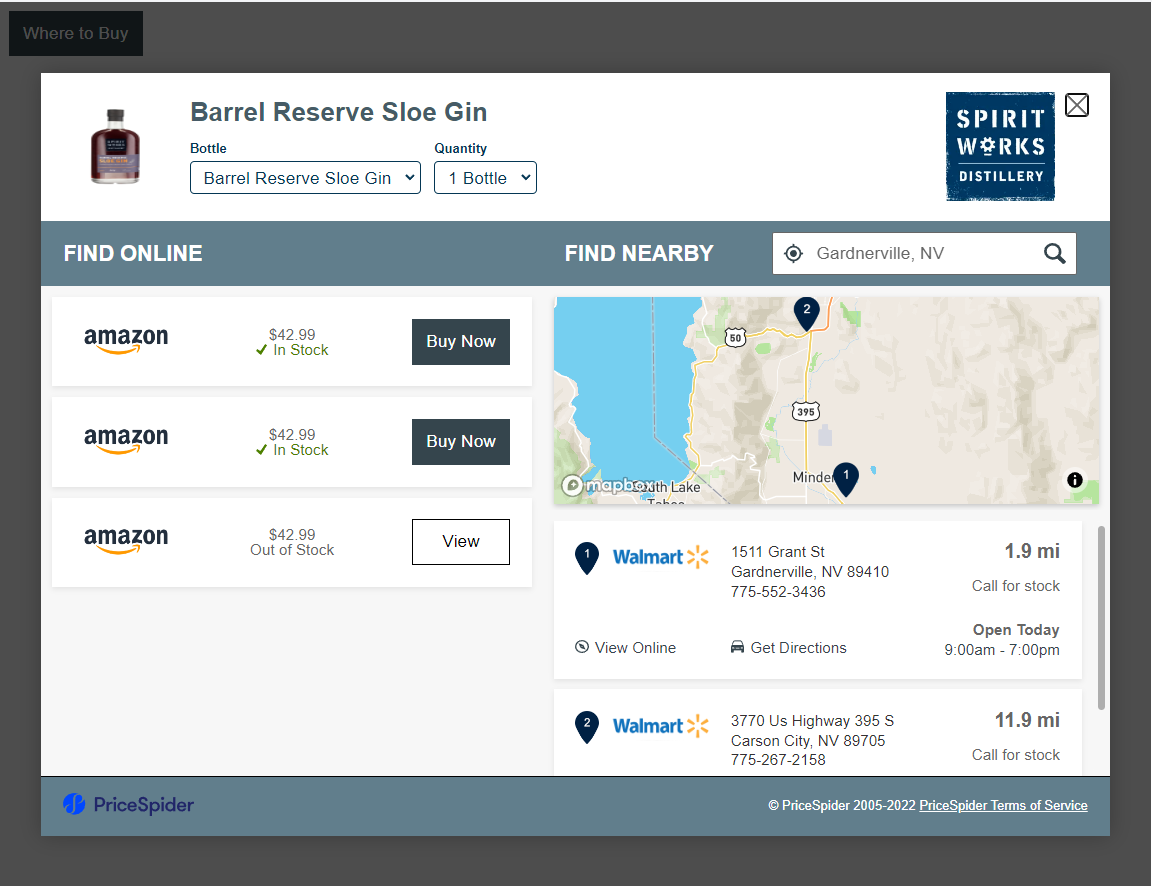 Where to Buy
Barrel Reserve Sloe Gin
Bottle
Quantity
Barrel Reserve Sloe Gin
1 Bottle
SPIRIT
WORKS
DISTILLERY
FIND ONLINE
FIND NEARBY
Gardnerville, NV
amazon
$42.99
In Stock
Buy Now
amazon
$42.99
In Stock
Buy Now
amazon
$42.99
Out of Stock
View
2
50
395
Minden
1
mapbox
South Lake
Tahoe
1
Walmart
1511 Grant St
Gardnerville, NV 89410
775-552-3436
1.9 mi
Call for stock
View Online
Get Directions
Open Today
9:00am - 7:00pm
2
Walmart
3770 Us Highway 395 S
Carson City, NV 89705
775-267-2158
11.9 mi
Call for stock
PriceSpider
© PriceSpider 2005-2022 PriceSpider Terms of Service